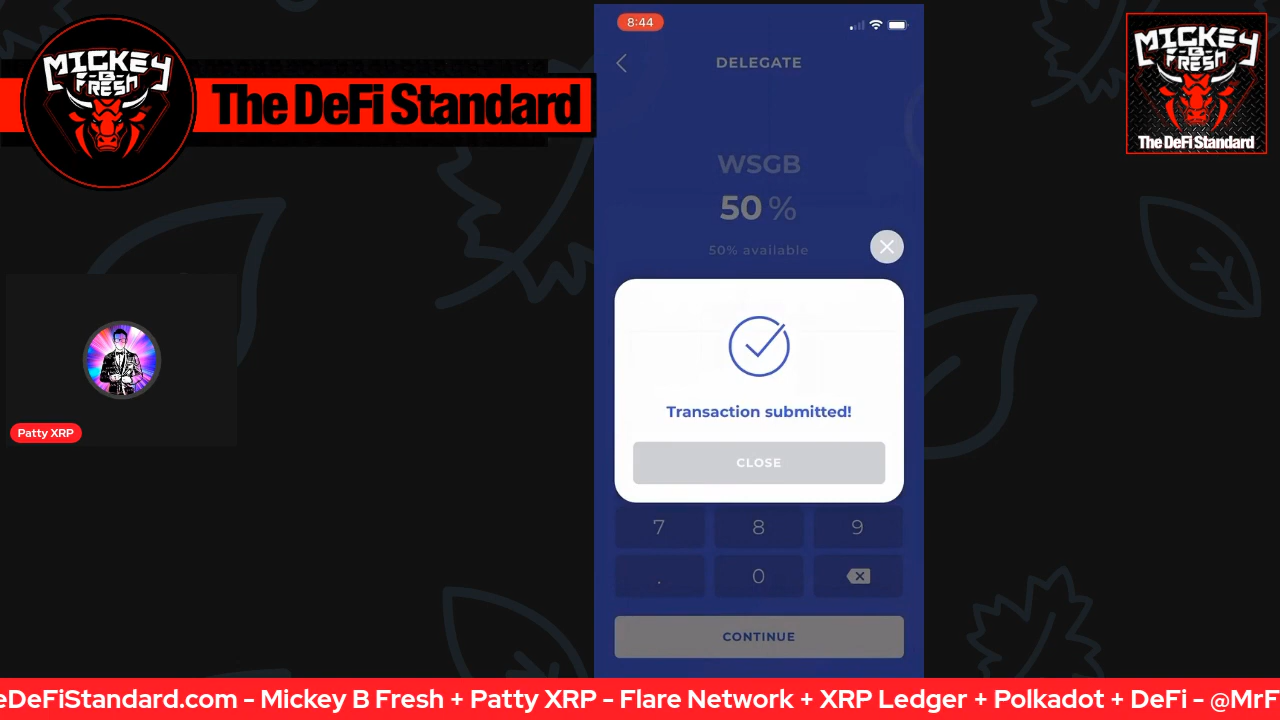 MICKEY
-B-
FRESH
The DeFi Standard
8:44
DELEGATE
WSGB
50 %
50% available
Transaction submitted!
CLOSE
7 8 9
. 0
CONTINUE
MICKEY
-B-
FRESH
The DeFi Standard
Patty XRP
eDeFiStandard.com - Mickey B Fresh + Patty XRP - Flare Network + XRP Ledger + Polkadot + DeFi - @MrF